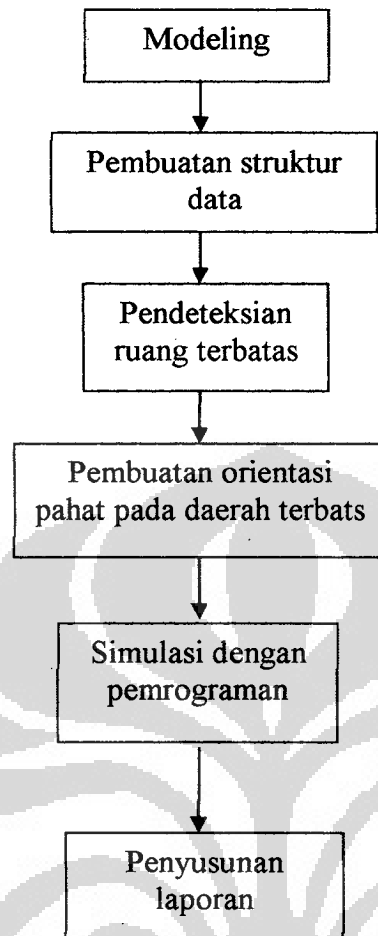 Modeling
Pembuatan struktur
data
Pendeteksian
ruang terbatas
Pembuatan orientasi
pahat pada daerah terbats
Simulasi dengan
pemrograman
Penyusunan
laporan